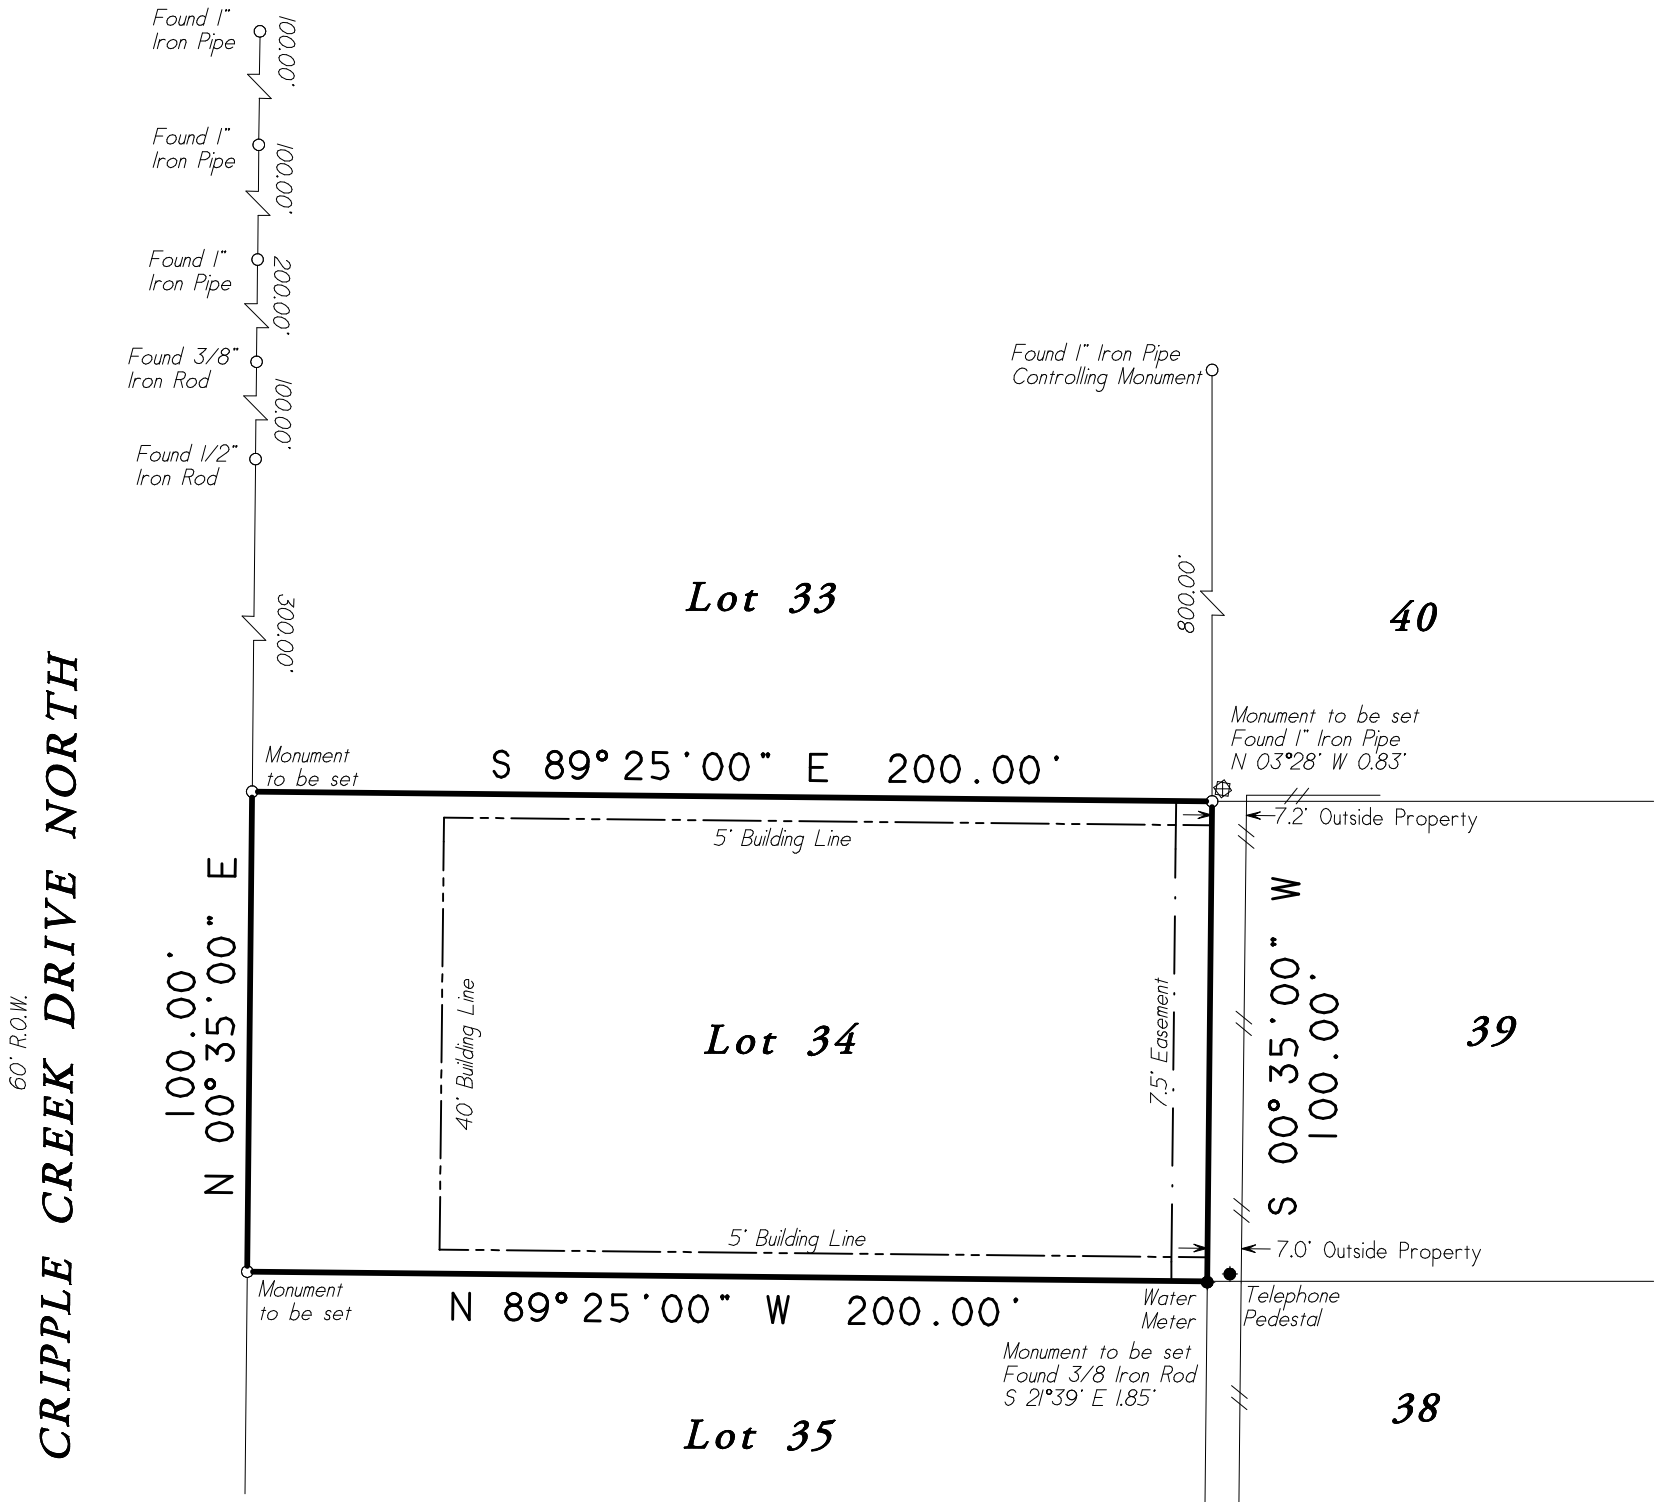 Found 1"
Iron Pipe
100.00'
Found 1"
Iron Pipe
100.00'
Found 1"
Iron Pipe
200.00'
Found 3/8"
Iron Rod
100.00'
Found 1/2"
Iron Rod
300.00'
Found 1" Iron Pipe
Controlling Monument
800.00'
Lot 33
40
Monument to be set
Found 1" Iron Pipe
N 03°28' W 0.83'
Monument
to be set
S 89°25'00" E 200.00'
7.2' Outside Property
5' Building Line
60' R.O.W.
CRIPPLE CREEK DRIVE NORTH
100.00'
N 00°35'00" E
40' Building Line
Lot 34
7.5' Easement
S 00°35'00" W
100.00'
39
5' Building Line
7.0' Outside Property
Monument
to be set
N 89°25'00" W 200.00'
Water
Meter
Telephone
Pedestal
Monument to be set
Found 3/8 Iron Rod
S 21°39' E 1.85'
Lot 35
38